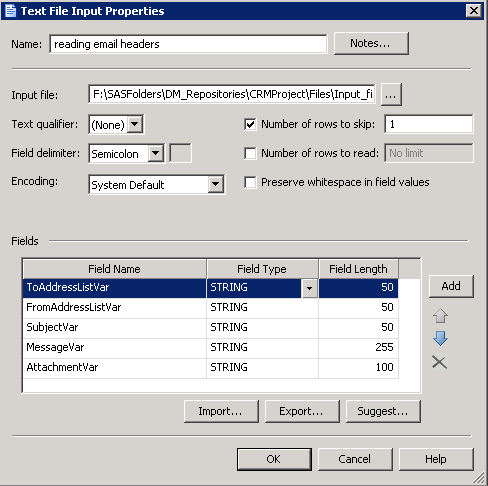 Text File Input Properties
Name: reading email headers Notes...
Input file: F:\SASFolders\DM_Repositories\CRMProject\Files\Input_fi ...
Text qualifier: (None) Number of rows to skip: 1
Field delimiter: Semicolon Number of rows to read: No limit
Encoding: System Default Preserve whitespace in field values
Fields
Field Name Field Type Field Length
ToAddressListVar STRING 50
FromAddressListVar STRING 50
SubjectVar STRING 50
MessageVar STRING 255
AttachmentVar STRING 100
Add
Import... Export... Suggest...
OK Cancel Help